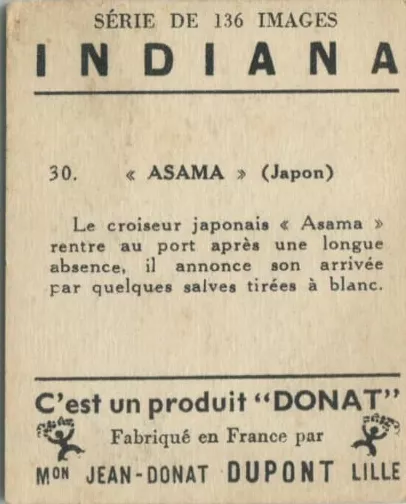 SÉRIE DE 136 IMAGES
INDIANA
30. « ASAMA » (Japon)
Le croiseur japonais « Asama »
rentre au port après une longue
absence, il annonce son arrivée
par quelques salves tirées à blanc.
C'est un produit "DONAT"
Fabriqué en France par
MON JEAN-DONAT DUPONT LILLE